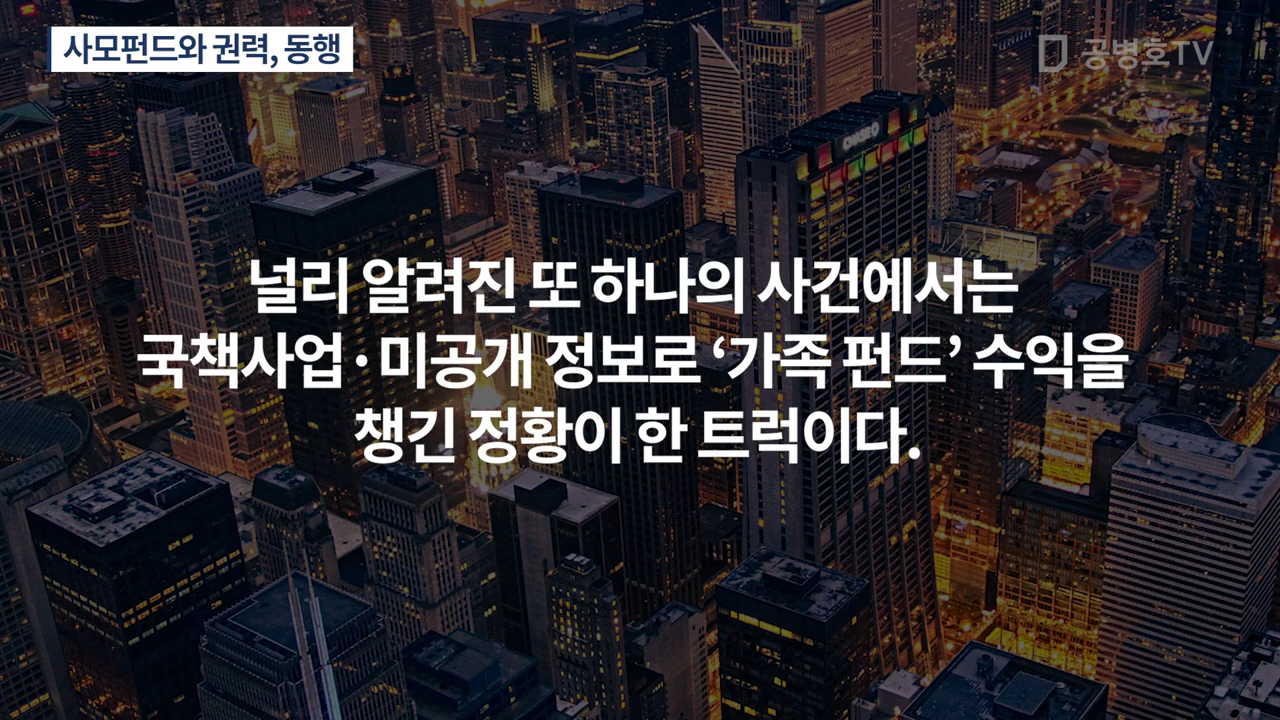 사모펀드와 권력, 동행
공병호TV
CHASE
널리 알려진 또 하나의 사건에서는
국책사업·미공개 정보로 ‘가족 펀드’ 수익을
챙긴 정황이 한 트럭이다.